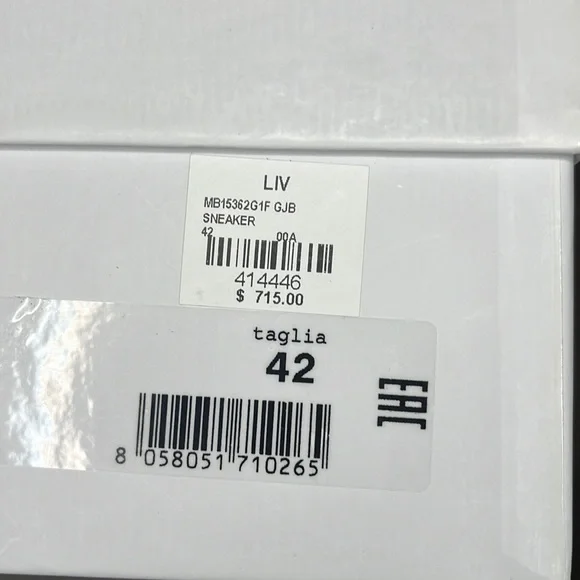 LIV
MB15362G1F GJB
SNEAKER
42 00A
414446
$ 715.00
taglia
42
EAC
8 058051 710265